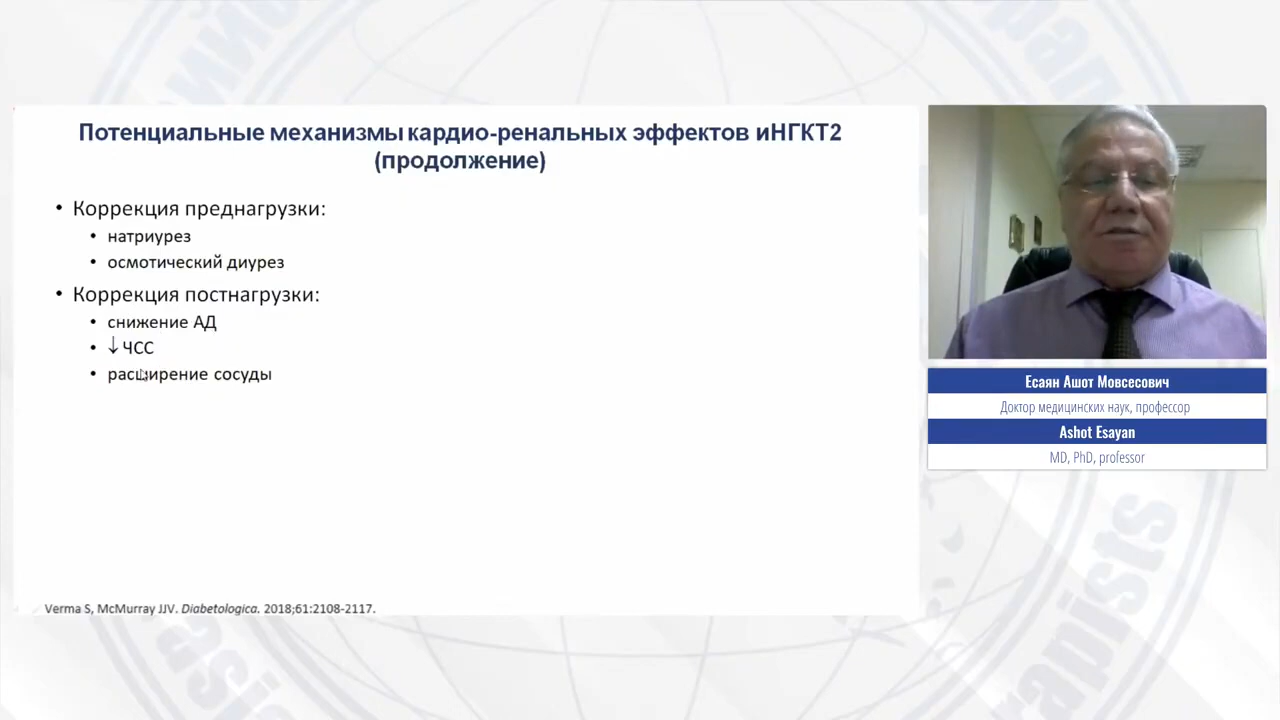 Потенциальные механизмы кардио-ренальных эффектов иНГКТ2
(продолжение)
• Коррекция преднагрузки:
• натриурез
• осмотический диурез
• Коррекция постнагрузки:
• снижение АД
• ↓ ЧСС
• расширение сосуды
Verma S, McMurray JJV. Diabetologica. 2018;61:2108-2117.
Есаян Ашот Мовсесович
Доктор медицинских наук, профессор
Ashot Esayan
MD, PhD, professor